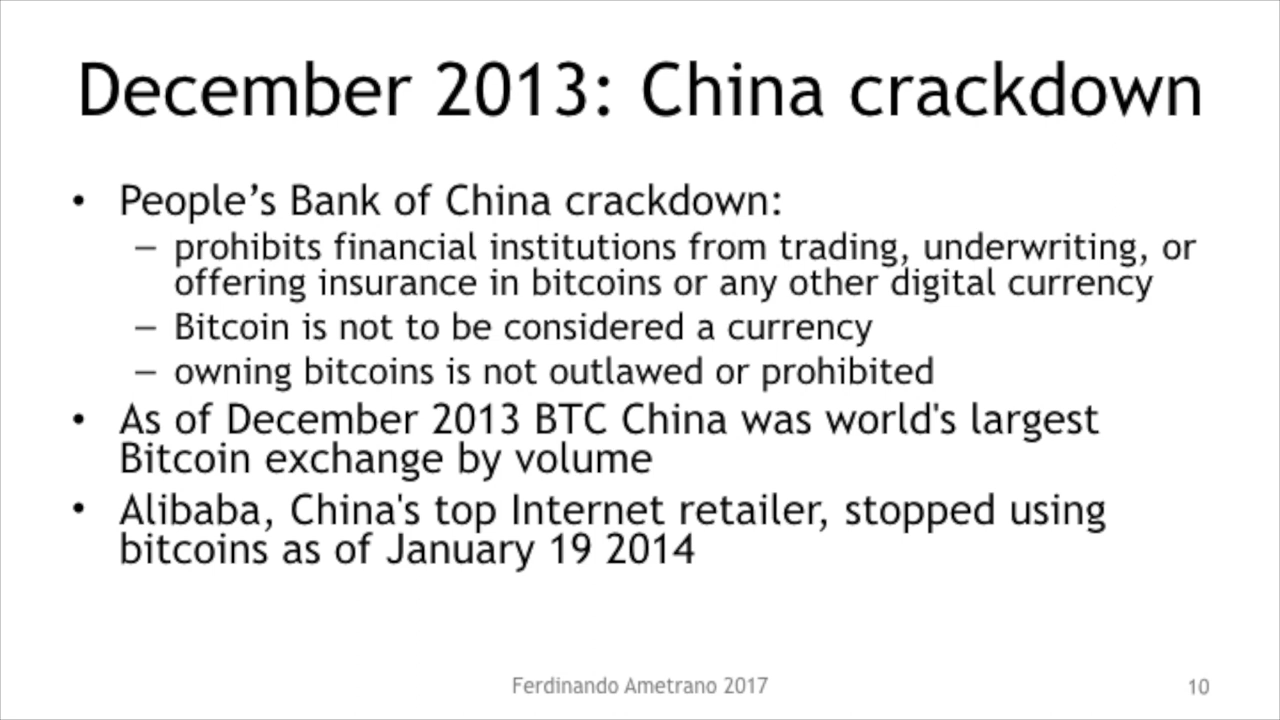 December 2013: China crackdown
• People’s Bank of China crackdown:
– prohibits financial institutions from trading, underwriting, or
offering insurance in bitcoins or any other digital currency
– Bitcoin is not to be considered a currency
– owning bitcoins is not outlawed or prohibited
• As of December 2013 BTC China was world's largest
Bitcoin exchange by volume
• Alibaba, China's top Internet retailer, stopped using
bitcoins as of January 19 2014
Ferdinando Ametrano 2017
10